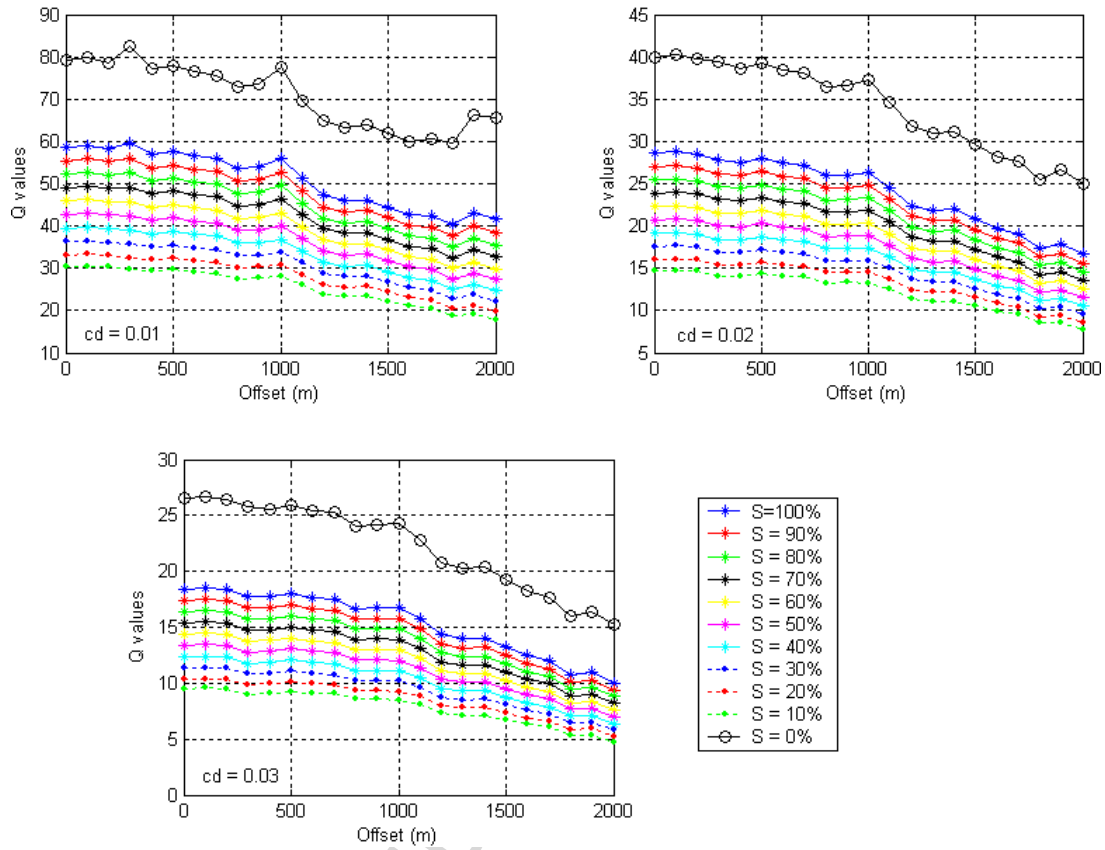 90
80
70
60
50
40
30
20
10
Q values
cd = 0.01
0
500
1000
1500
2000
Offset (m)
45
40
35
30
25
20
15
10
5
Q values
cd = 0.02
0
500
1000
1500
2000
Offset (m)
30
25
20
15
10
5
0
Q values
cd = 0.03
0
500
1000
1500
2000
Offset (m)
S=100%
S = 90%
S = 80%
S = 70%
S = 60%
S = 50%
S = 40%
S = 30%
S = 20%
S = 10%
S = 0%